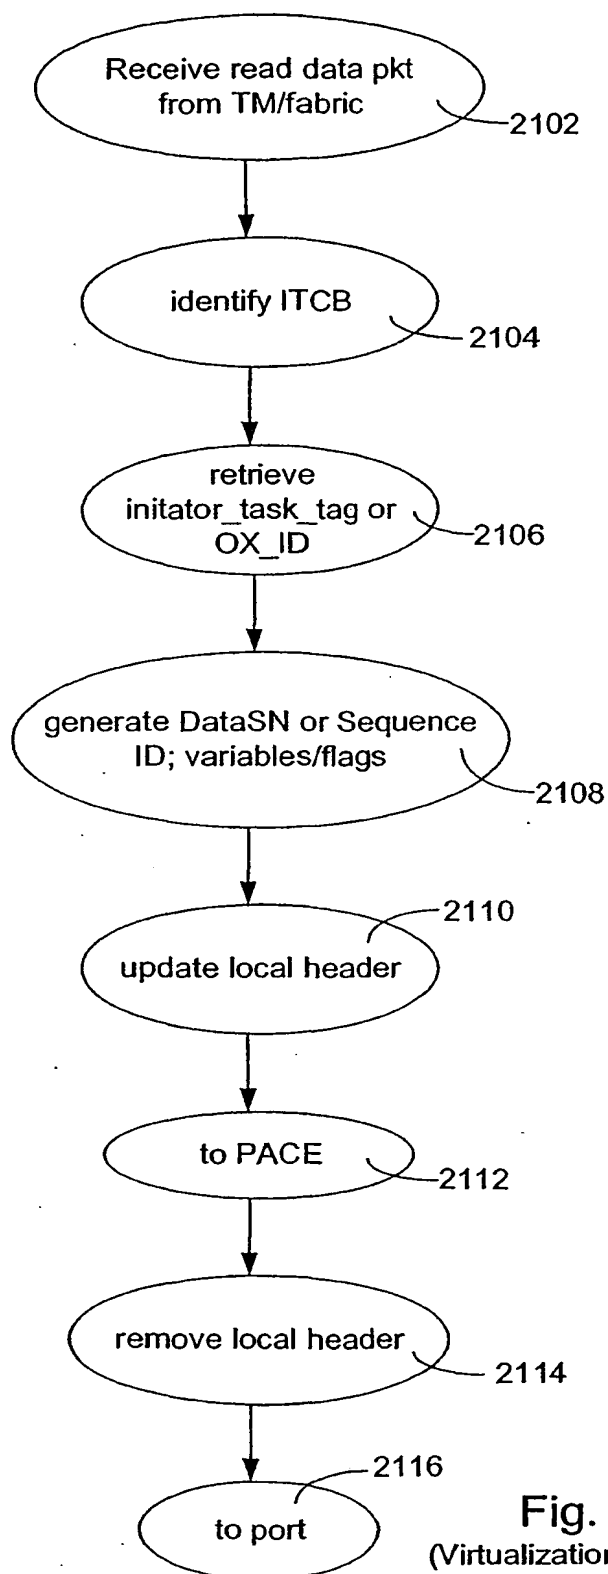 Receive read data pkt
from TM/fabric
2102
identify ITCB
2104
retrieve
initator_task_tag or
OX_ID
2106
generate DataSN or Sequence
ID; variables/flags
2108
2110
update local header
to PACE
2112
remove local header
2114
2116
to port
Fig.
(Virtualization